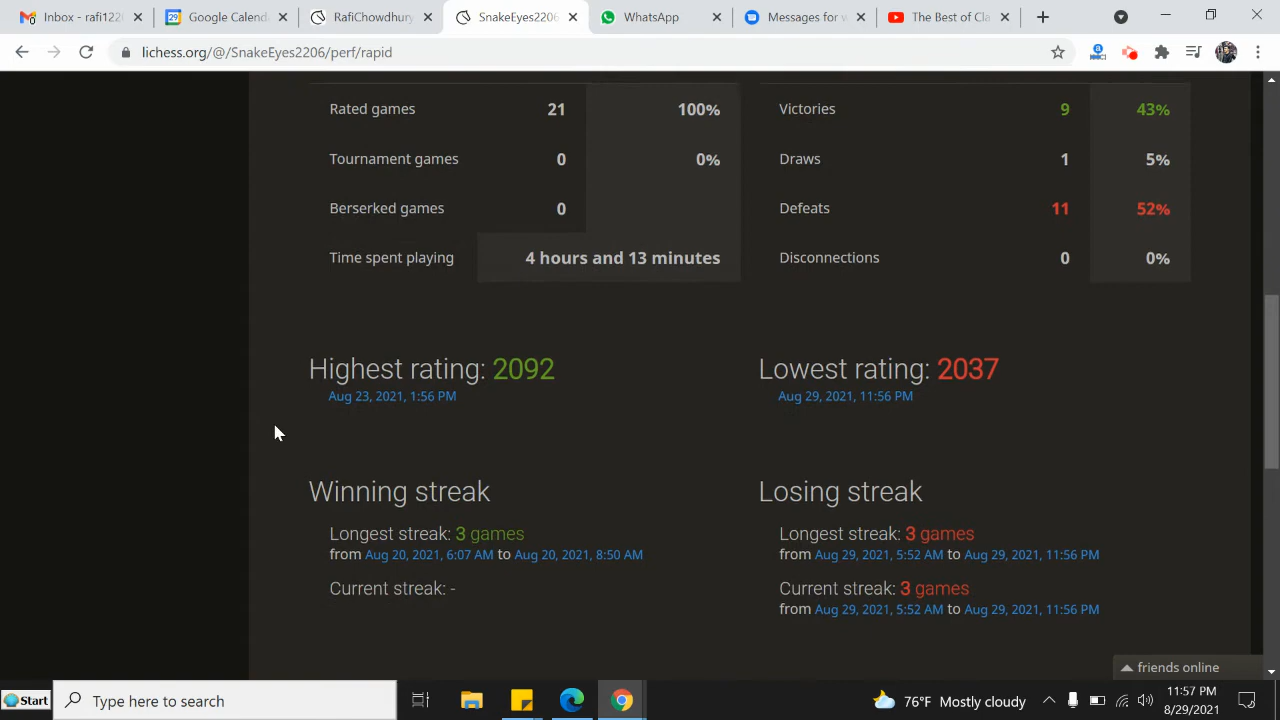 Inbox - rafi122
Google Calend
RafiChowdhury
SnakeEyes2206
WhatsApp
Messages for w
The Best of Cla
lichess.org/@/SnakeEyes2206/perf/rapid
Rated games 21 100%
Tournament games 0 0%
Berserked games 0
Time spent playing 4 hours and 13 minutes
Victories 9 43%
Draws 1 5%
Defeats 11 52%
Disconnections 0 0%
Highest rating: 2092
Aug 23, 2021, 1:56 PM
Lowest rating: 2037
Aug 29, 2021, 11:56 PM
Winning streak
Longest streak: 3 games
from Aug 20, 2021, 6:07 AM to Aug 20, 2021, 8:50 AM
Current streak: -
Losing streak
Longest streak: 3 games
from Aug 29, 2021, 5:52 AM to Aug 29, 2021, 11:56 PM
Current streak: 3 games
from Aug 29, 2021, 5:52 AM to Aug 29, 2021, 11:56 PM
friends online
Start
Type here to search
76°F Mostly cloudy
11:57 PM
8/29/2021